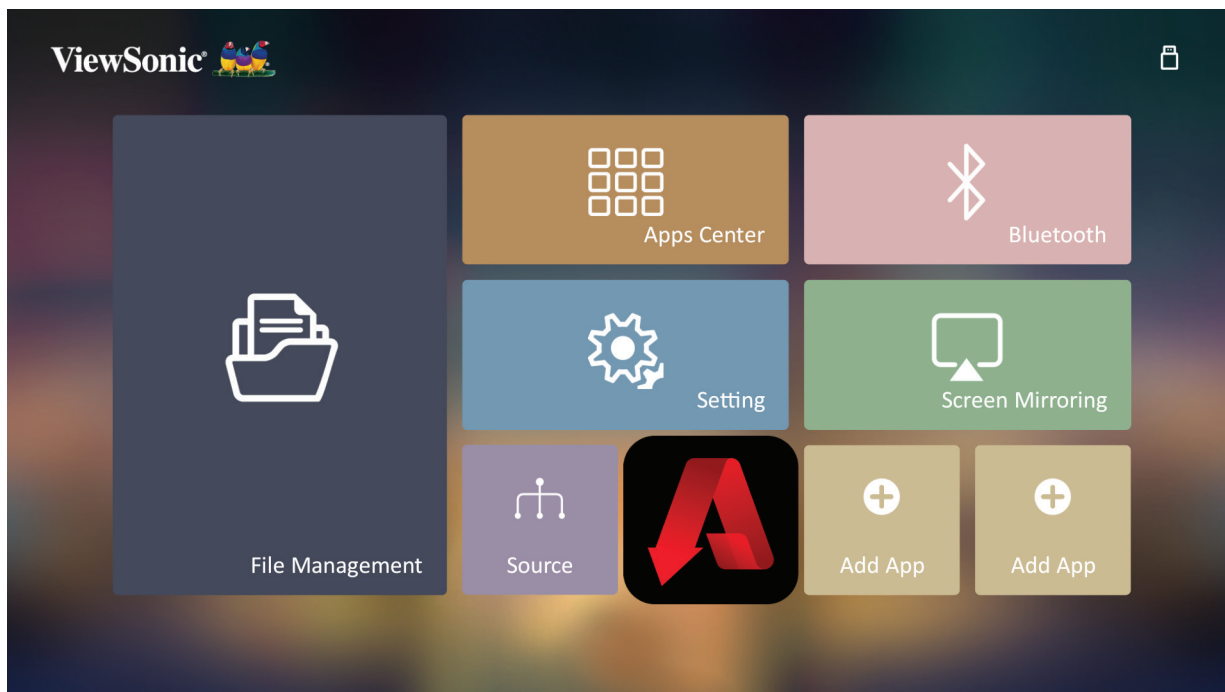 ViewSonic®
Apps Center
Bluetooth
Setting
Screen Mirroring
File Management
Source
Add App
Add App